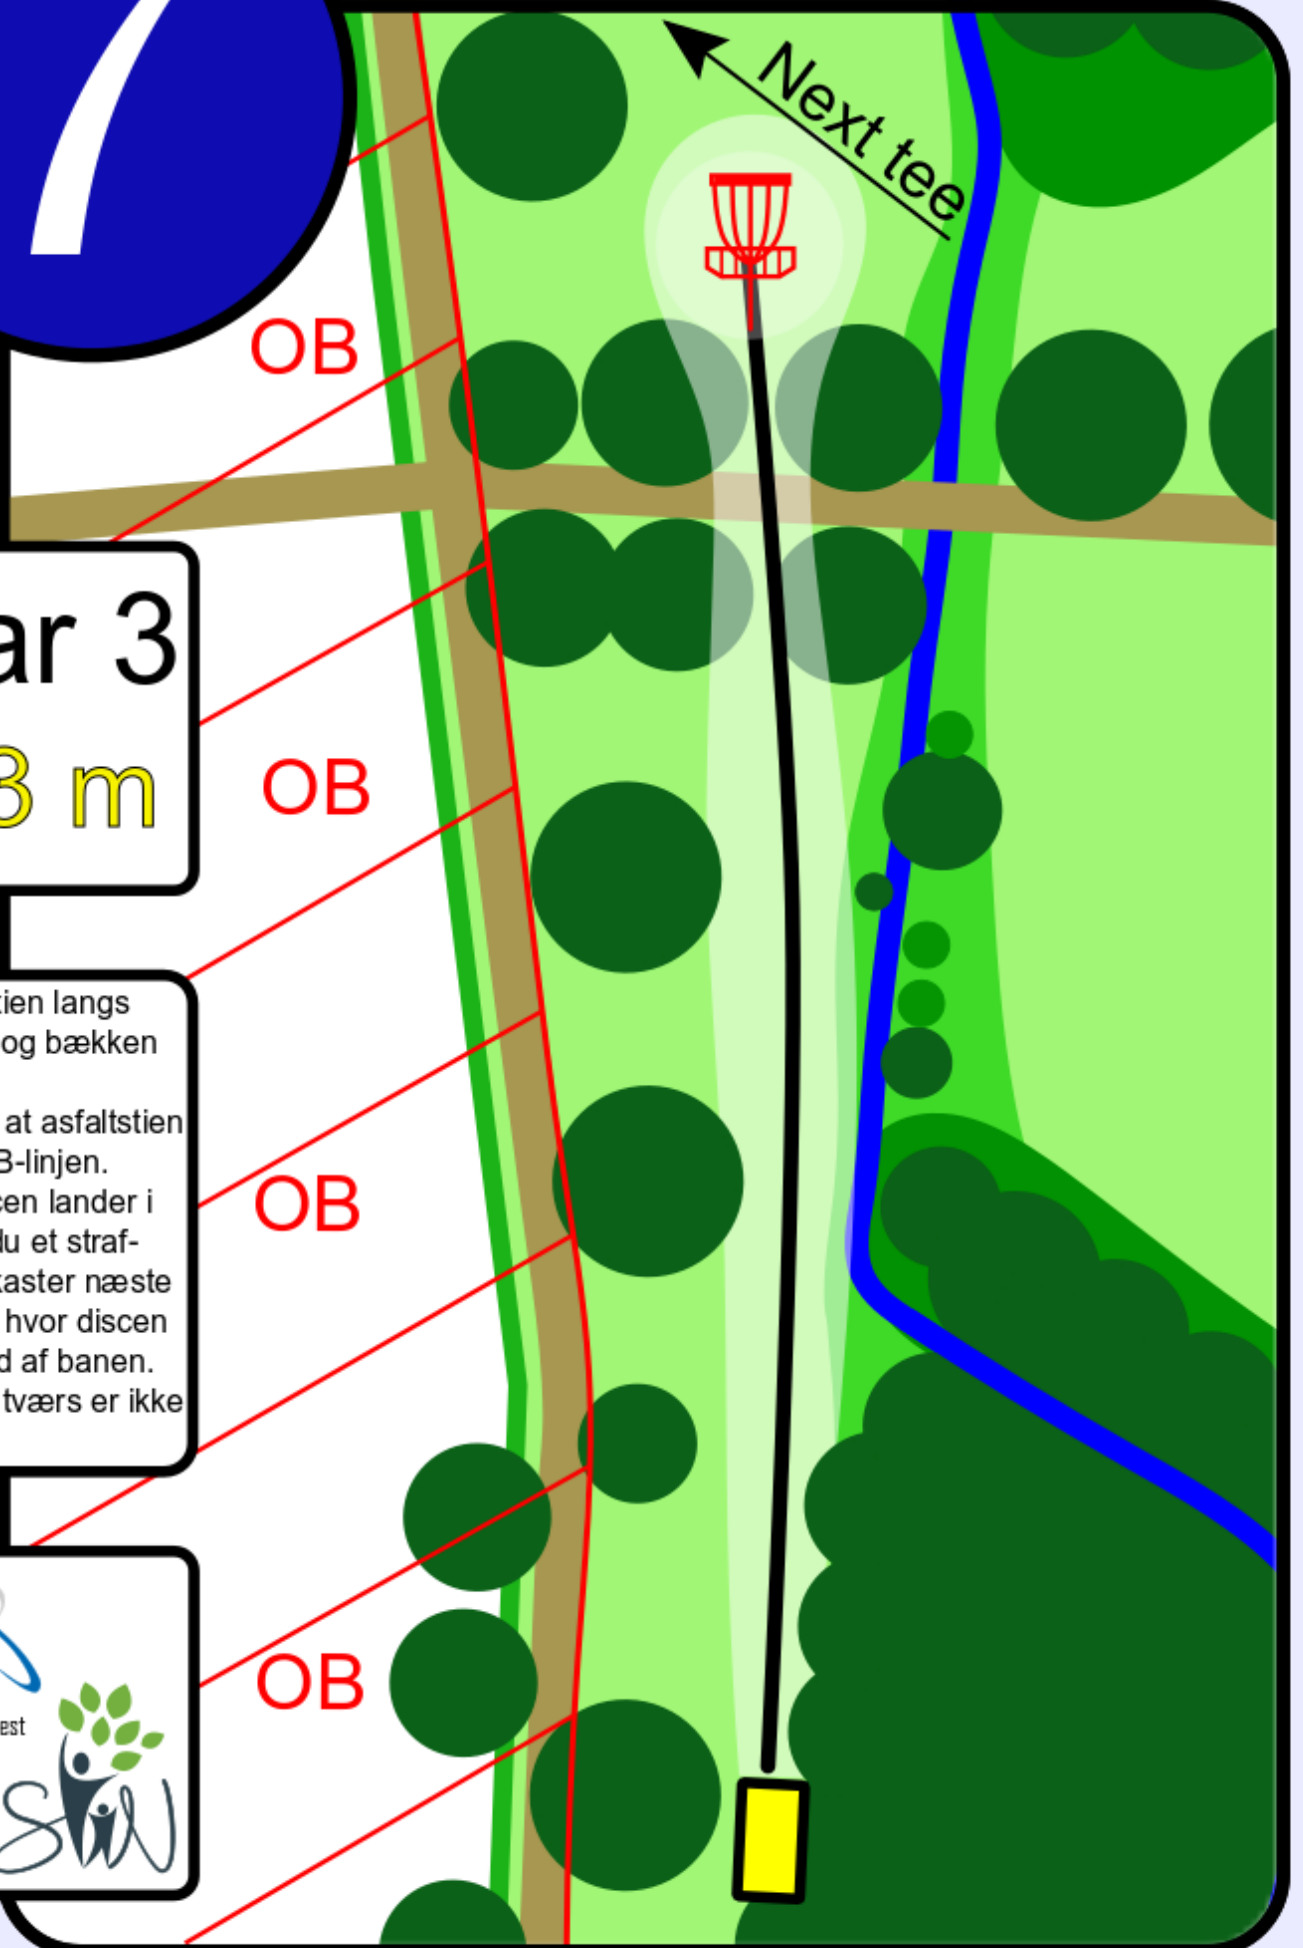 7
Next tee
OB
ar 3
3 m
OB
tien langs
og bækken
at asfaltstien
B-linjen.
cen lander i
du et straf-
kaster næste
hvor discen
d af banen.
tværs er ikke
OB
OB
est